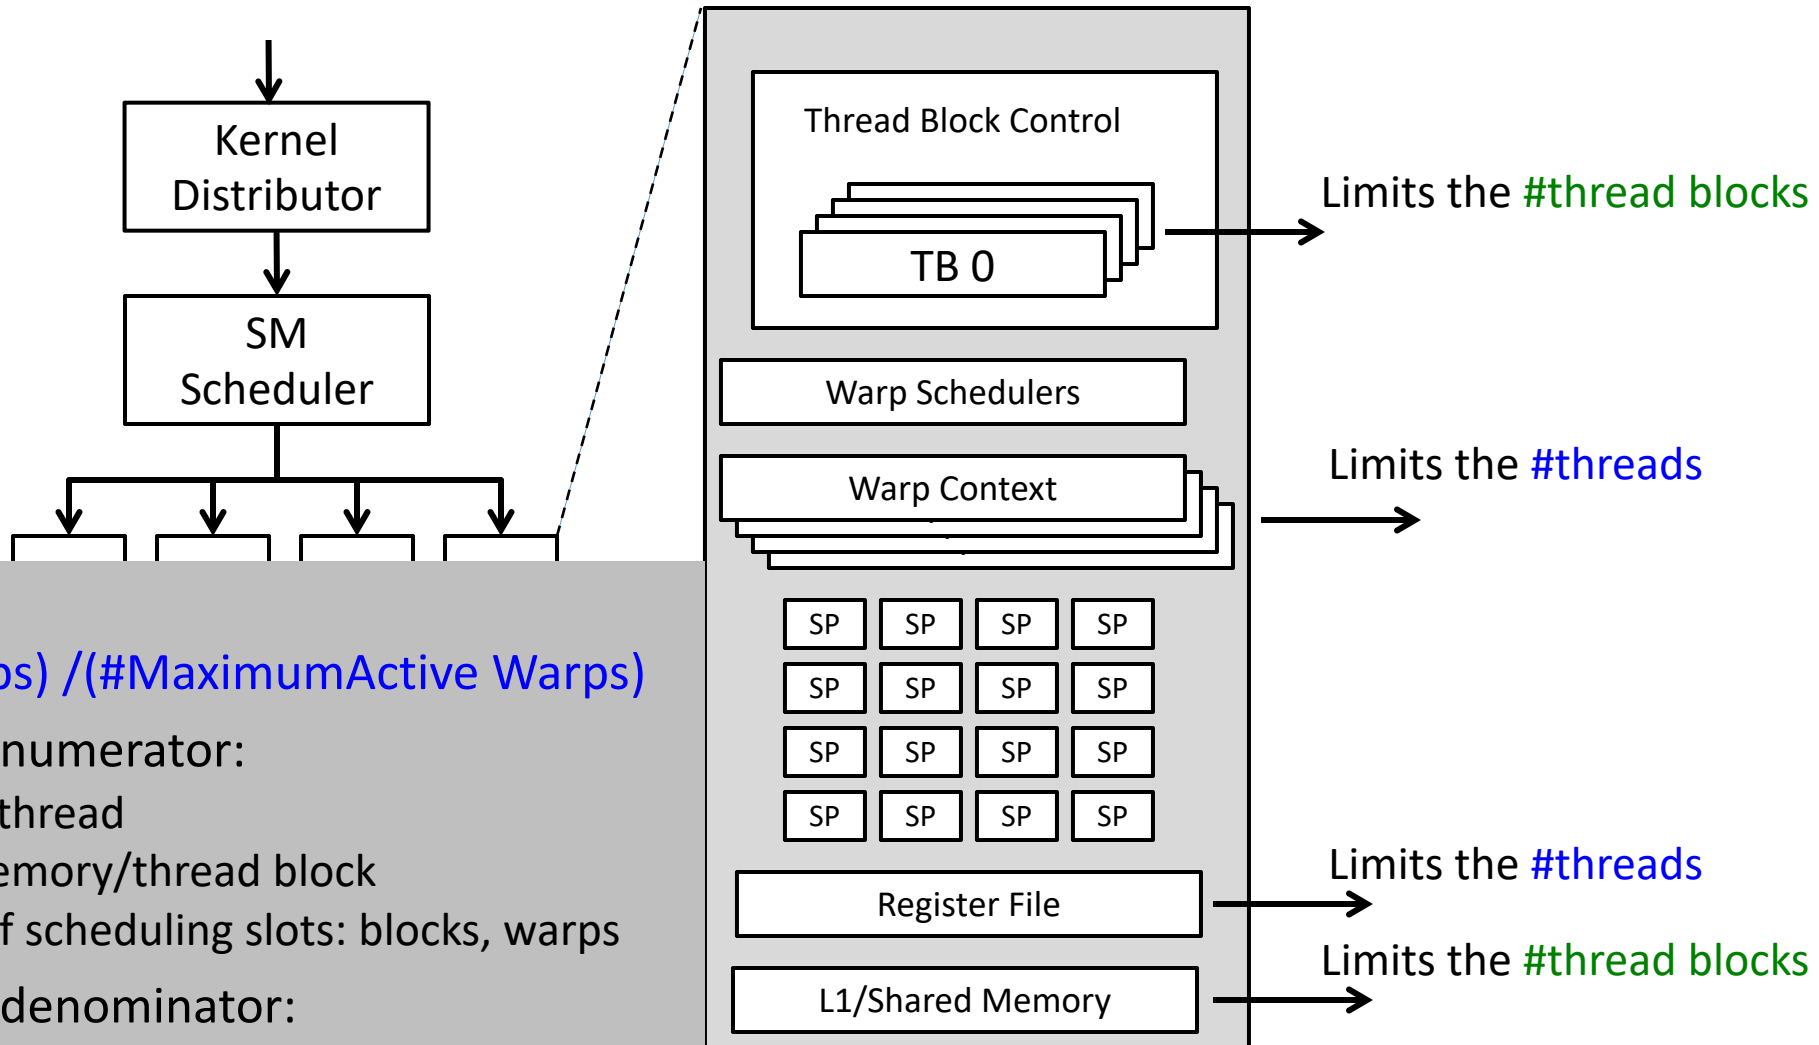 Kernel
Distributor
SM
Scheduler
Thread Block Control
TB 0
Limits the #thread blocks
Warp Schedulers
Warp Context
Limits the #threads
SP SP SP SP
SP SP SP SP
SP SP SP SP
SP SP SP SP
Register File
Limits the #threads
L1/Shared Memory
Limits the #thread blocks
/(#MaximumActive Warps)
numerator:
thread
/thread block
scheduling slots: blocks, warps
denominator: